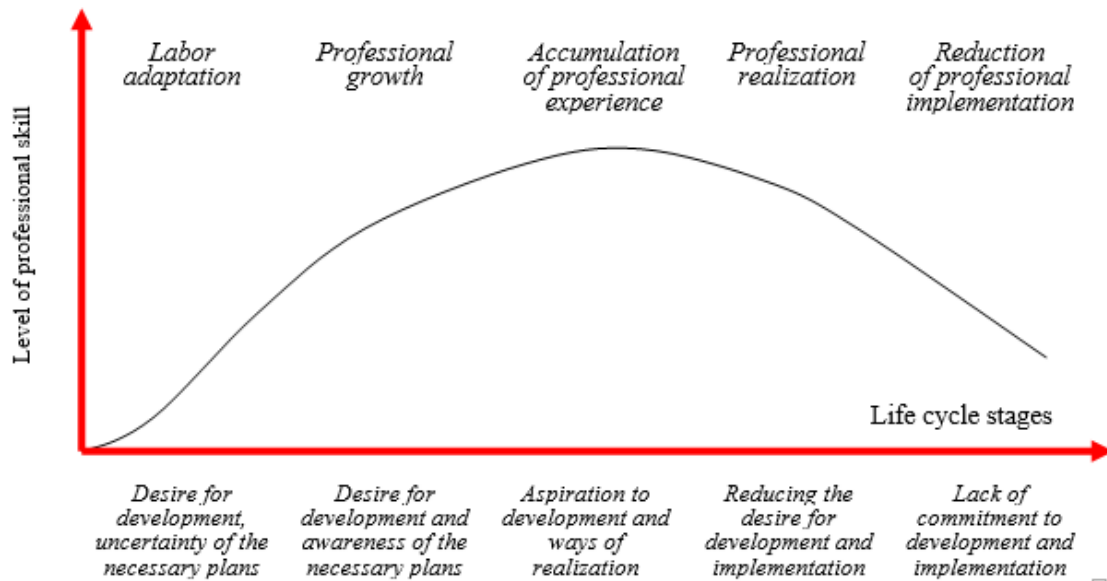 Labor
adaptation
Professional
growth
Accumulation
of professional
experience
Professional
realization
Reduction
of professional
implementation
Level of professional skill
Life cycle stages
Desire for
development,
uncertainty of the
necessary plans
Desire for
development and
awareness of the
necessary plans
Aspiration to
development and
ways of
realization
Reducing the
desire for
development and
implementation
Lack of
commitment to
development and
implementation